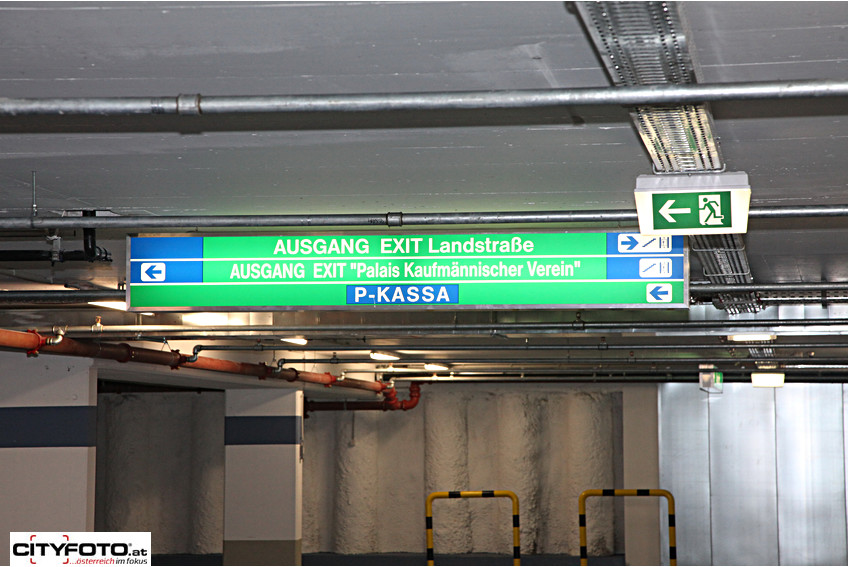 AUSGANG EXIT Landstraße
AUSGANG EXIT "Palais Kaufmännischer Verein"
P-KASSA
CITYFOTO.at
...österreich im fokus